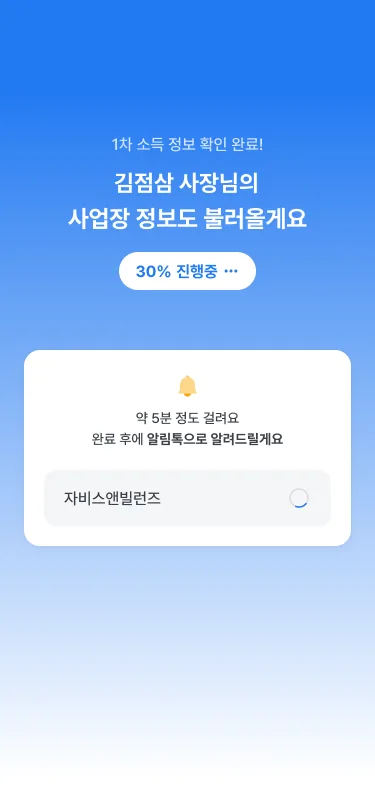 1차 소득 정보 확인 완료!
김점삼 사장님의
사업장 정보도 불러올게요
30% 진행중 ···
약 5분 정도 걸려요
완료 후에 알림톡으로 알려드릴게요
자비스앤빌런즈